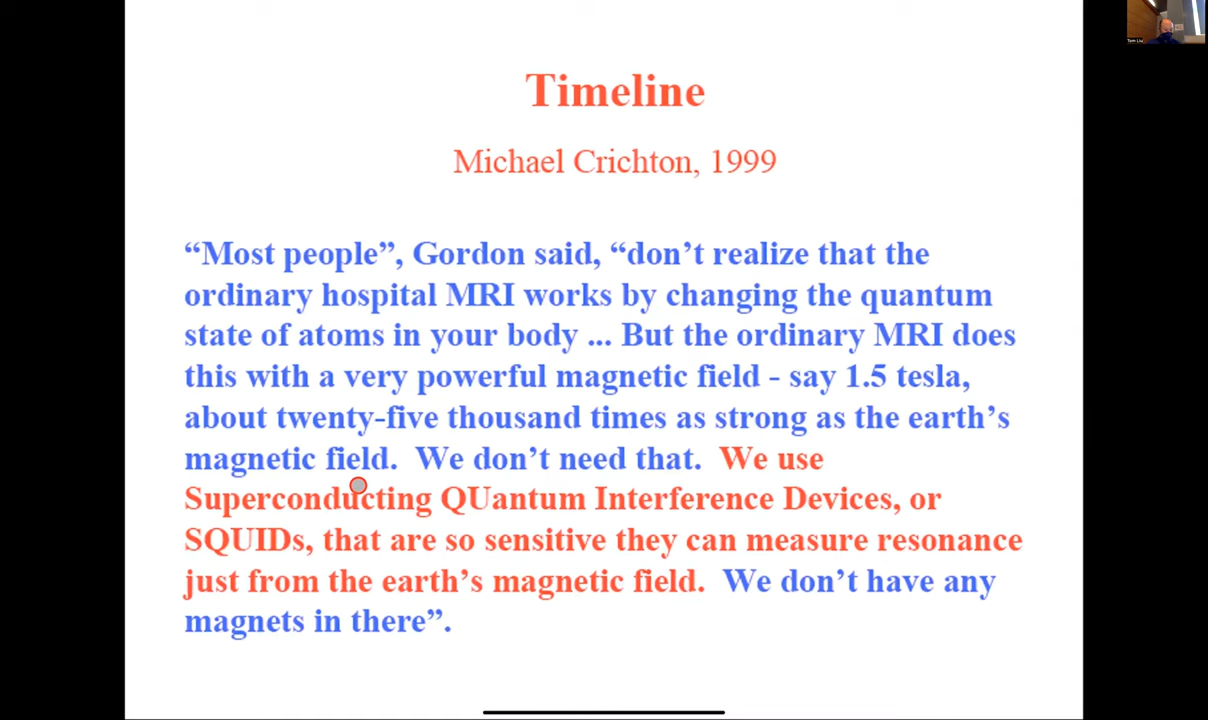 Timeline
Michael Crichton, 1999
“Most people”, Gordon said, “don’t realize that the
ordinary hospital MRI works by changing the quantum
state of atoms in your body ... But the ordinary MRI does
this with a very powerful magnetic field - say 1.5 tesla,
about twenty-five thousand times as strong as the earth’s
magnetic field.  We don’t need that.  We use
Superconducting QUantum Interference Devices, or
SQUIDs, that are so sensitive they can measure resonance
just from the earth’s magnetic field.  We don’t have any
magnets in there”.
Tom Liu